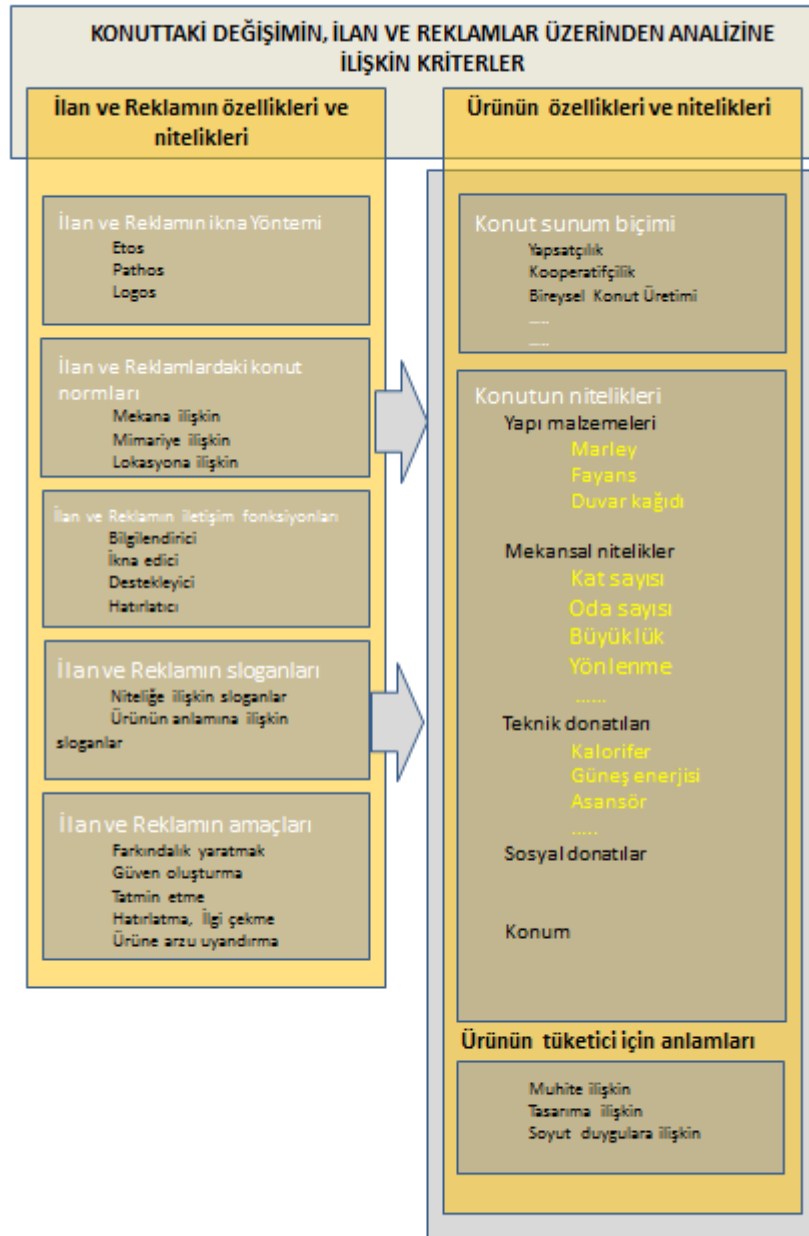 KONUTTAKİ DEĞİŞİMİN, İLAN VE REKLAMLAR ÜZERİNDEN ANALİZİNE
İLİŞKİN KRİTERLER
İlan ve Reklamın özellikleri ve
nitelikleri
İlan ve Reklamın ikna Yöntemi
Etos
Pathos
Logos
İlan ve Reklamlardaki konut
normları
Mekana ilişkin
Mimariye ilişkin
Lokasyona ilişkin
İlan ve Reklamın iletişim fonksiyonları
Bilgilendirici
İkna edici
Destekleyici
Hatırlatıcı
İlan ve Reklamın sloganları
Niteliğe ilişkin sloganlar
Ürünün anlamına ilişkin
sloganlar
İlan ve Reklamın amaçları
Farkındalık yaratmak
Güven oluşturma
Tatmin etme
Hatırlatma, İlgi çekme
Ürüne arzu uyandırma
Ürünün özellikleri ve nitelikleri
Konut sunum biçimi
Yapsatçılık
Kooperatifçilik
Bireysel Konut Üretimi
.....
.....
Konutun nitelikleri
Yapı malzemeleri
Marley
Fayans
Duvar kağıdı
Mekansal nitelikler
Kat sayısı
Oda sayısı
Büyüklük
Yönlenme
......
Teknik donatıları
Kalorifer
Güneş enerjisi
Asansör
.....
Sosyal donatılar
Konum
Ürünün tüketici için anlamları
Muhite ilişkin
Tasarıma ilişkin
Soyut duygulara ilişkin